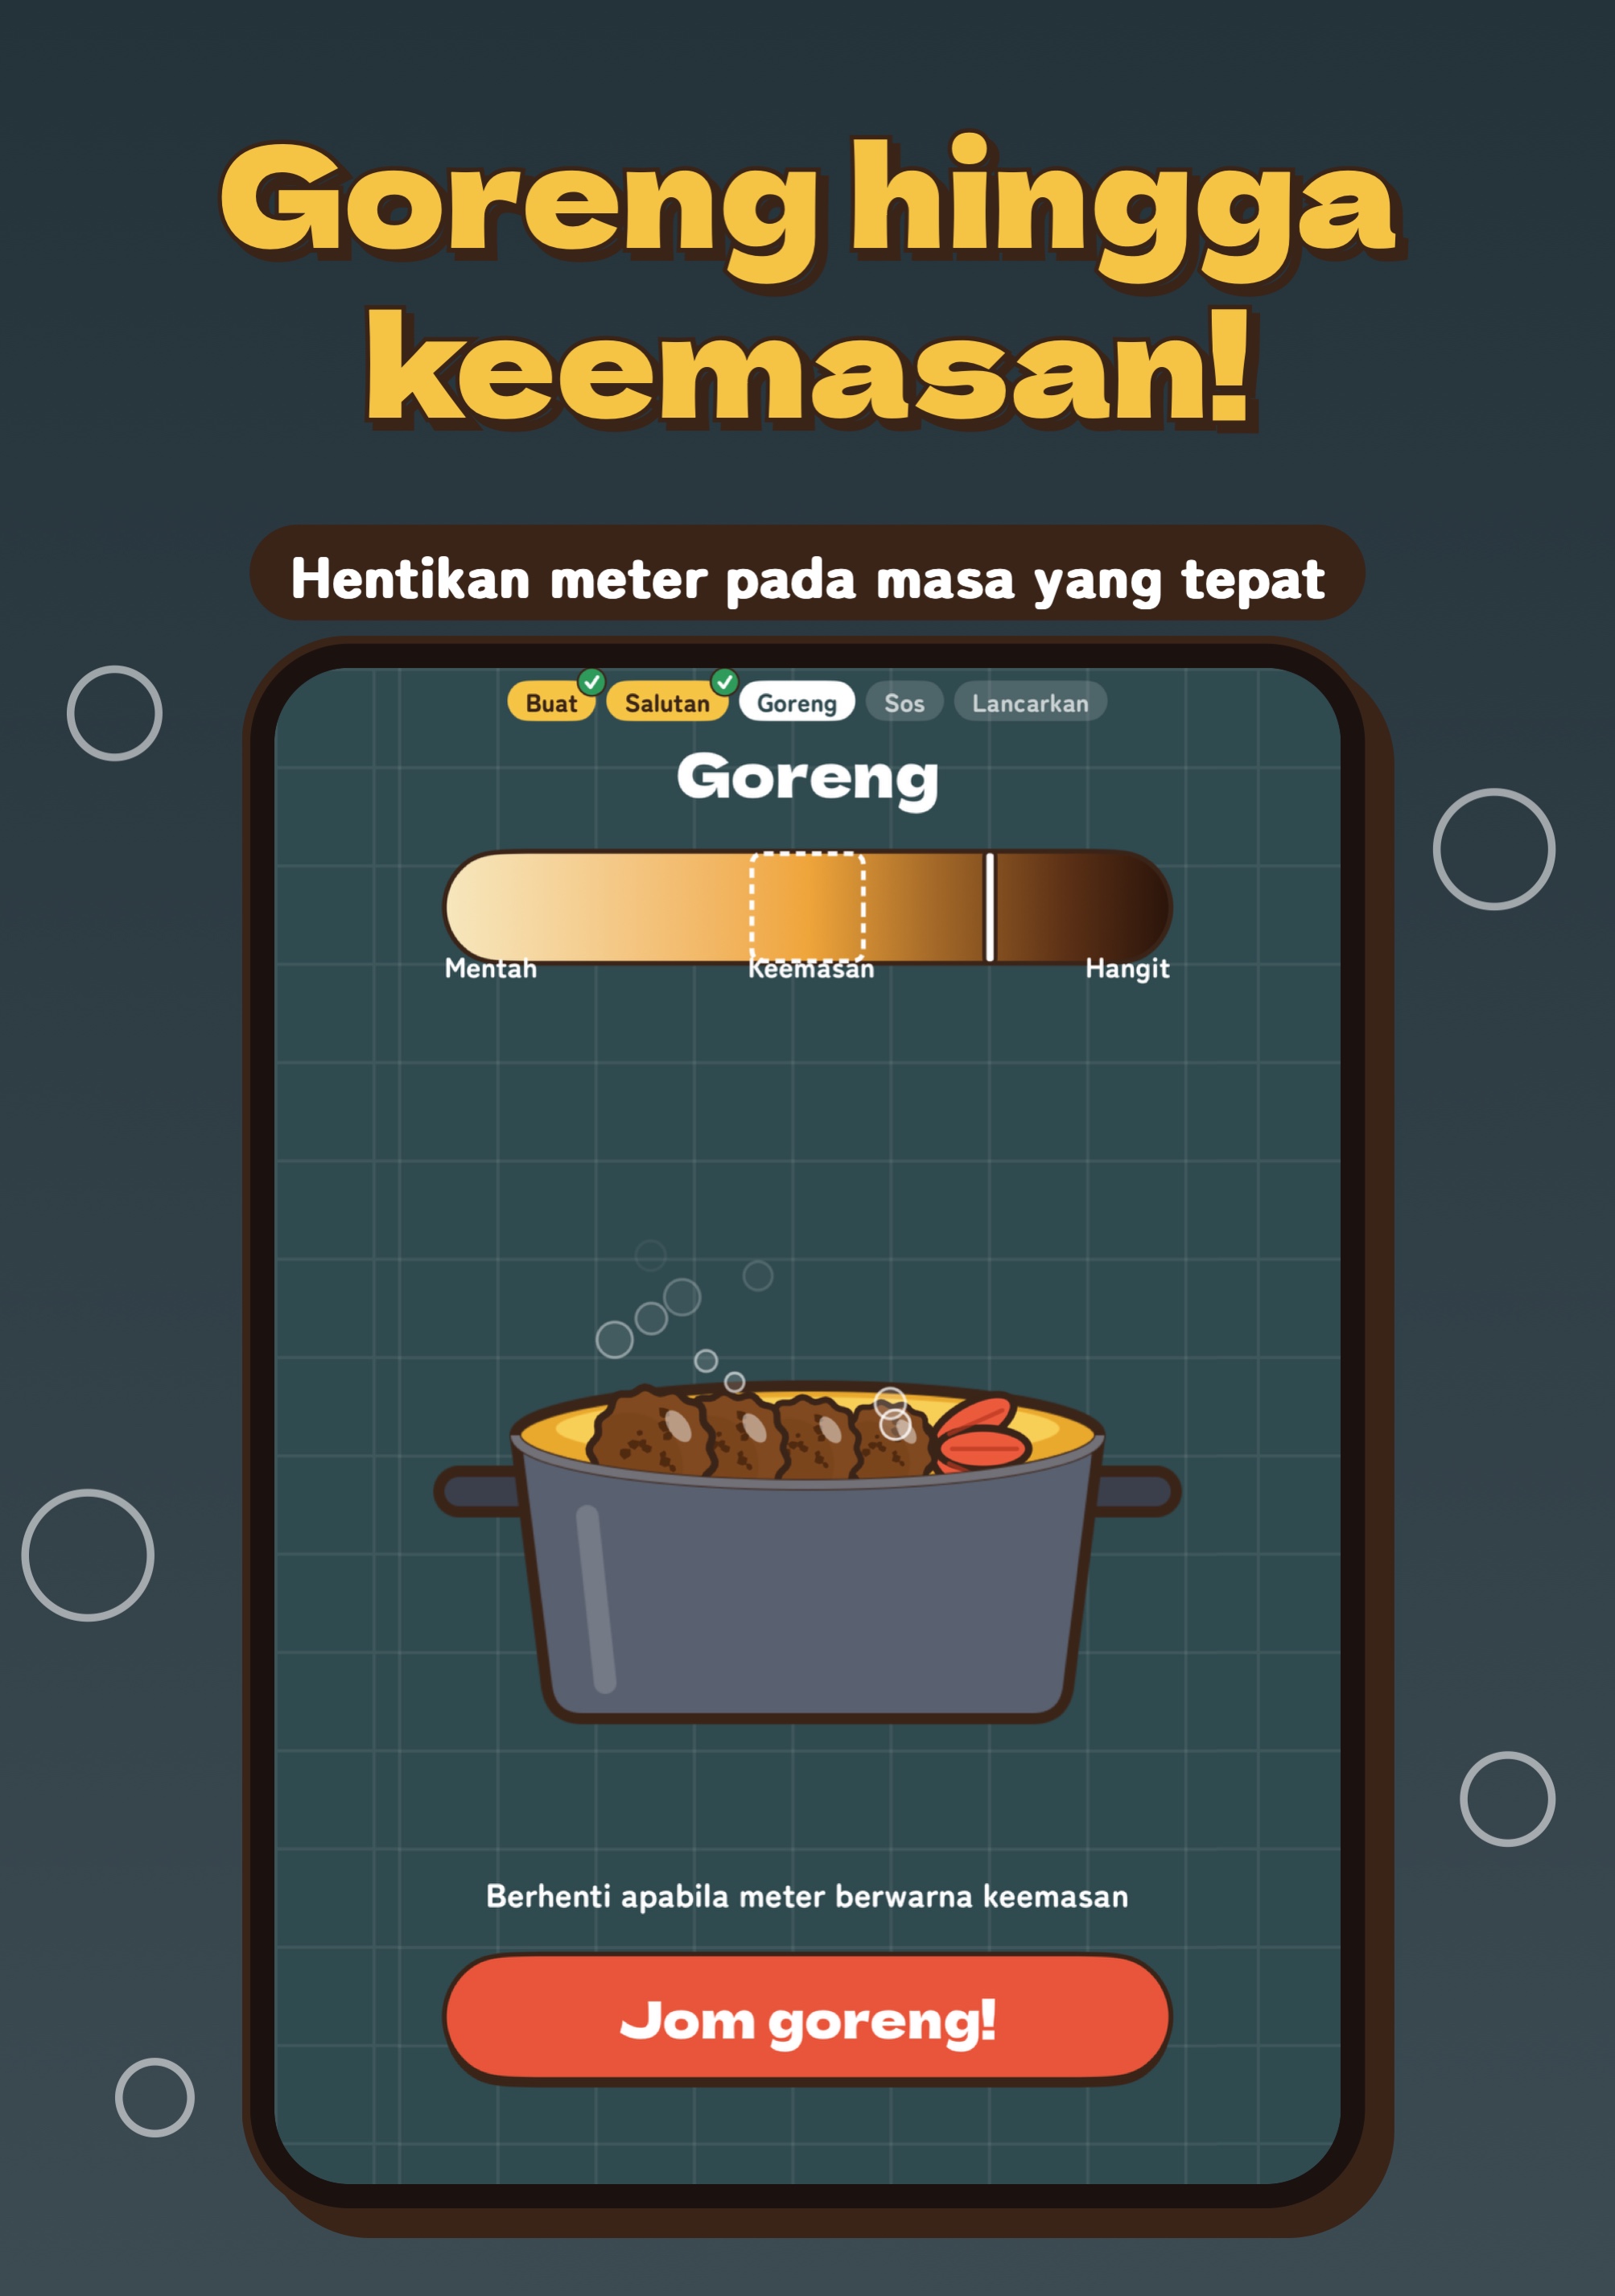 Goreng hingga
keemasan!
Hentikan meter pada masa yang tepat
Buat Salutan Goreng Sos Lancarkan
Goreng
Mentah Keemasan Hangit
Berhenti apabila meter berwarna keemasan
Jom goreng!